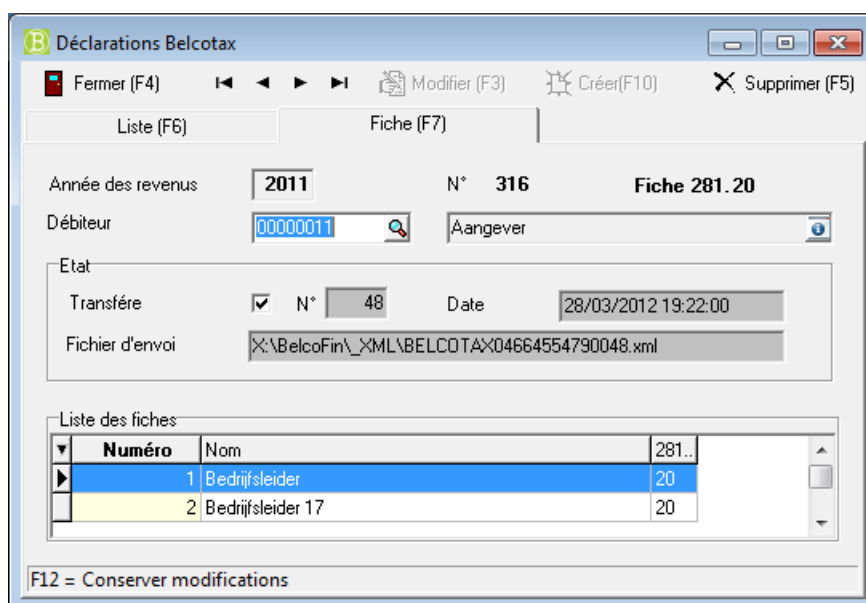 Déclarations Belcotax
Fermer (F4) Modifier (F3) Créer(F10) Supprimer (F5)
Liste (F6) Fiche (F7)
Année des revenus 2011 N° 316 Fiche 281.20
Débiteur 00000011 Aangever
Etat
Transfére N° 48 Date 28/03/2012 19:22:00
Fichier d'envoi X:\BelcoFin\_XML\BELCOTAX04664554790048.xml
Liste des fiches
Numéro Nom 281..
1 Bedrijfsleider 20
2 Bedrijfsleider 17 20
F12 = Conserver modifications